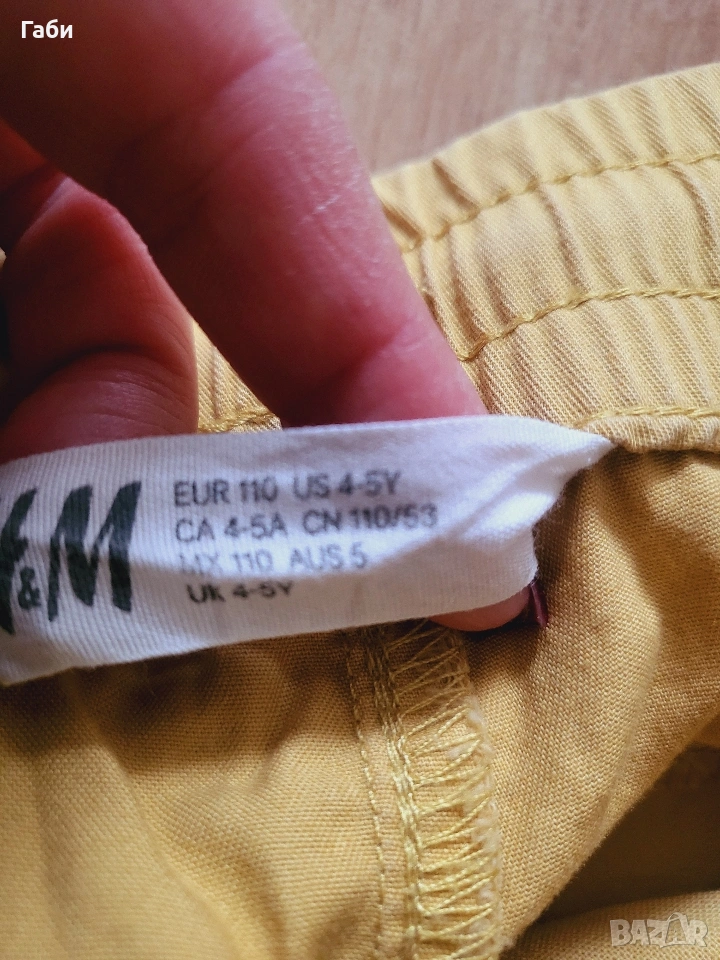 Габи
H&M
EUR 110 US 4-5Y
CA 4-5A CN 110/53
MX 110 AUS 5
UK 4-5Y
BAZAR